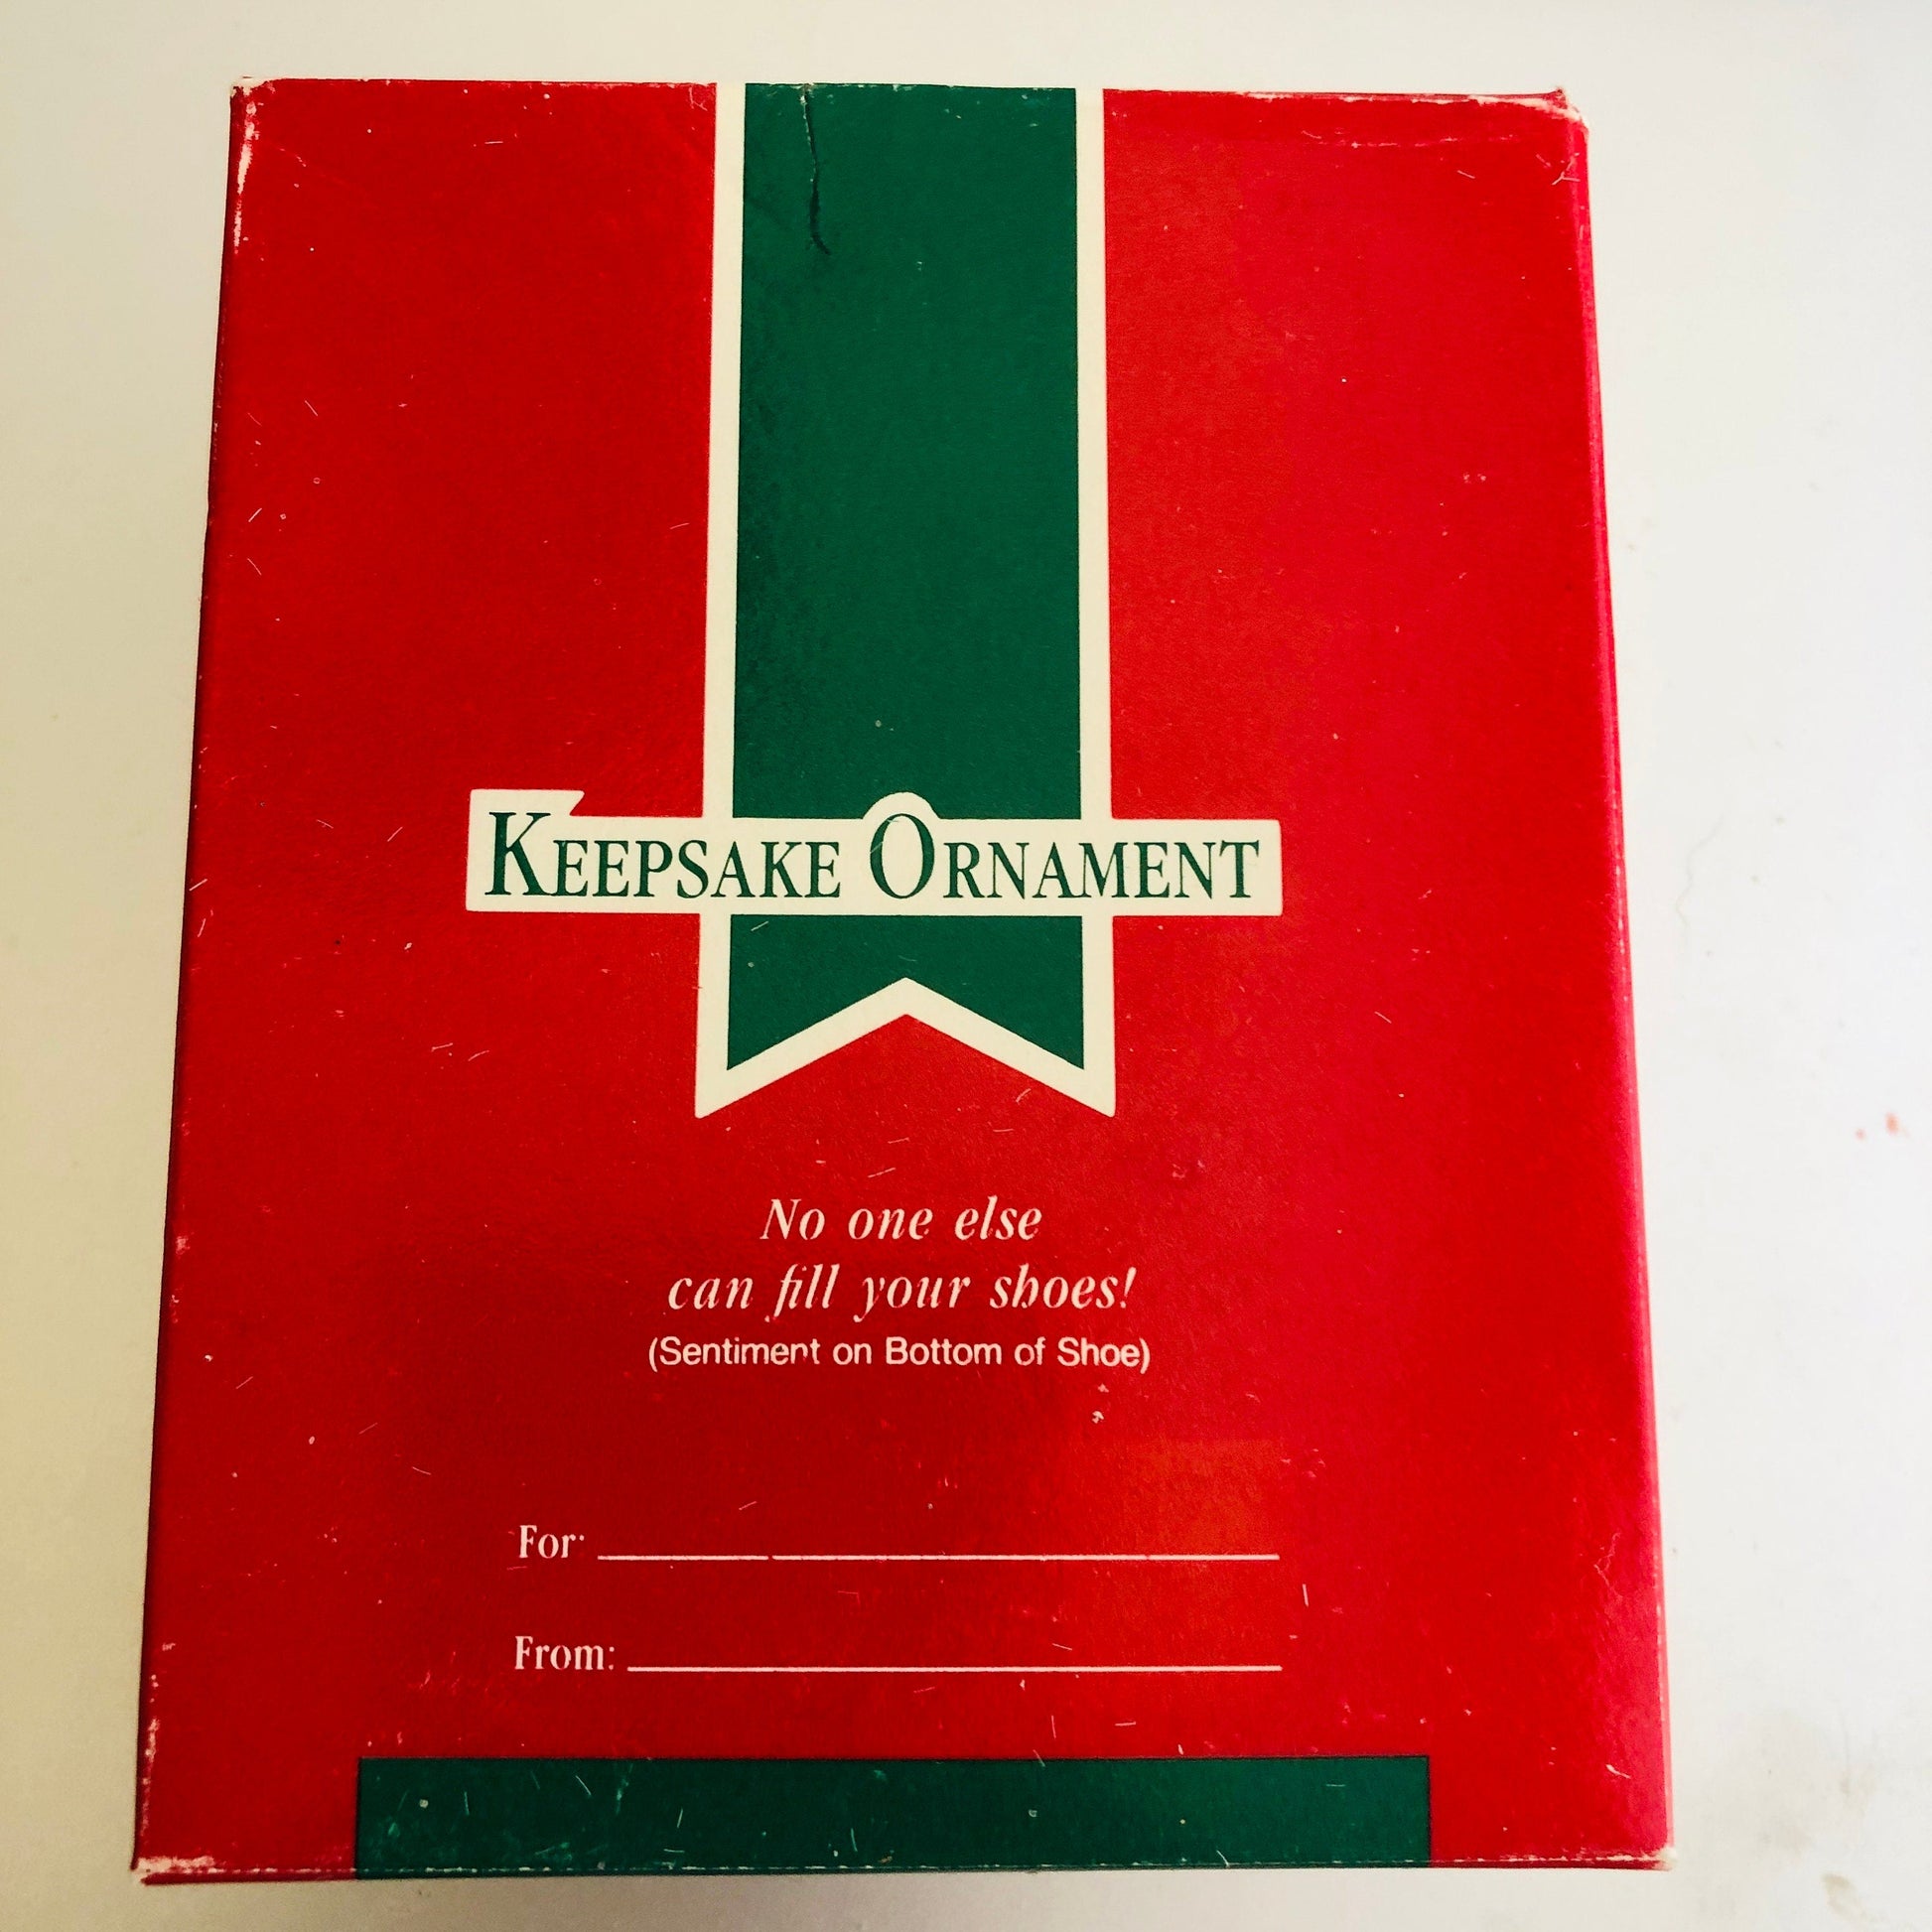 KEEPSAKE ORNAMENT
No one else
can fill your shoes!
(Sentiment on Bottom of Shoe)
For:
From: